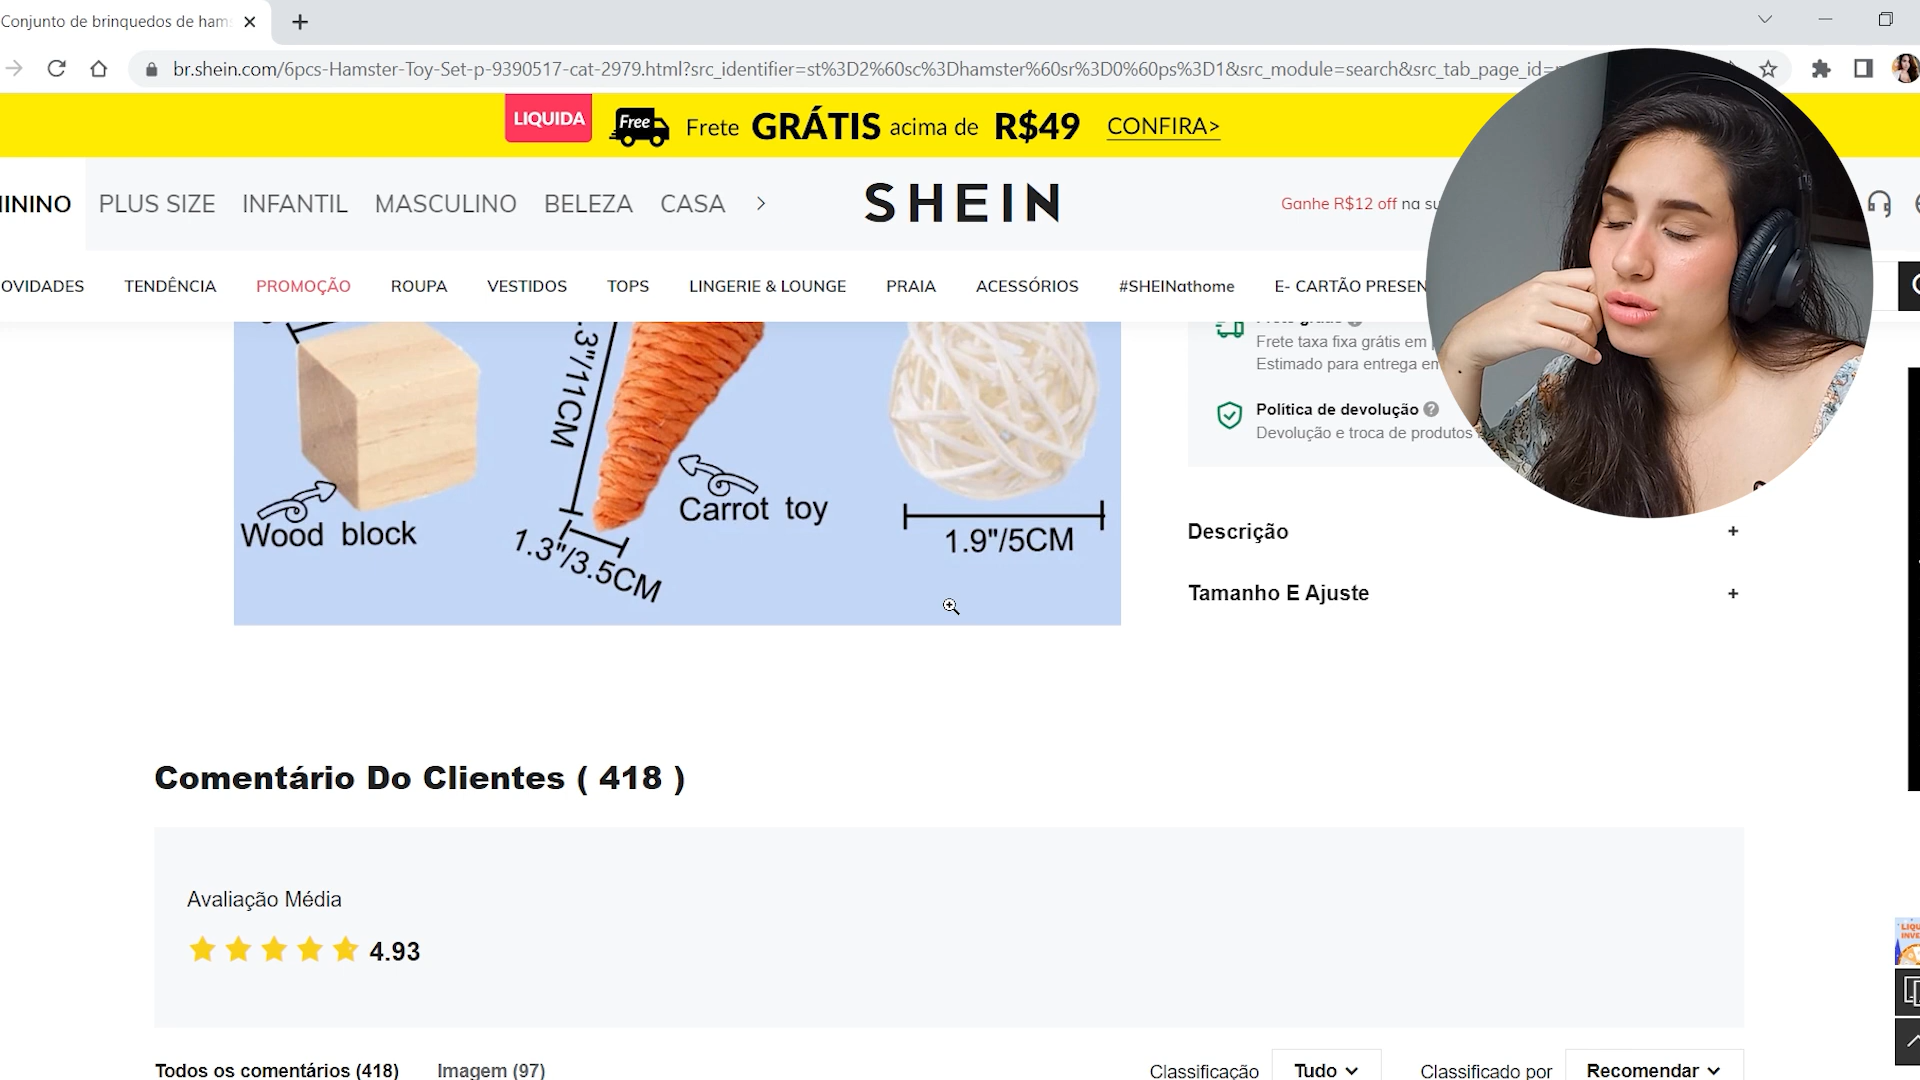 Conjunto de brinquedos de ham
br.shein.com/6pcs-Hamster-Toy-Set-p-9390517-cat-2979.html?src_identifier=st%3D2%60sc%3Dhamster%60sr%3D0%60ps%3D1&src_module=search&src_tab_page_id=
LIQUIDA Free Frete GRÁTIS acima de R$49 CONFIRA>
ININO PLUS SIZE INFANTIL MASCULINO BELEZA CASA > SHEIN Ganhe R$12 off na su
OVIDADES TENDÊNCIA PROMOÇÃO ROUPA VESTIDOS TOPS LINGERIE & LOUNGE PRAIA ACESSÓRIOS #SHEINathome E- CARTÃO PRESEN
Frete taxa fixa grátis em
Estimado para entrega em
Política de devolução ?
Devolução e troca de produtos
.3"/11CM
Carrot toy
Wood block
1.3"/3.5CM
1.9"/5CM
Descrição +
Tamanho E Ajuste +
Comentário Do Clientes ( 418 )
Avaliação Média
4.93
Todos os comentários (418) Imagem (97) Classificação Tudo Classificado por Recomendar